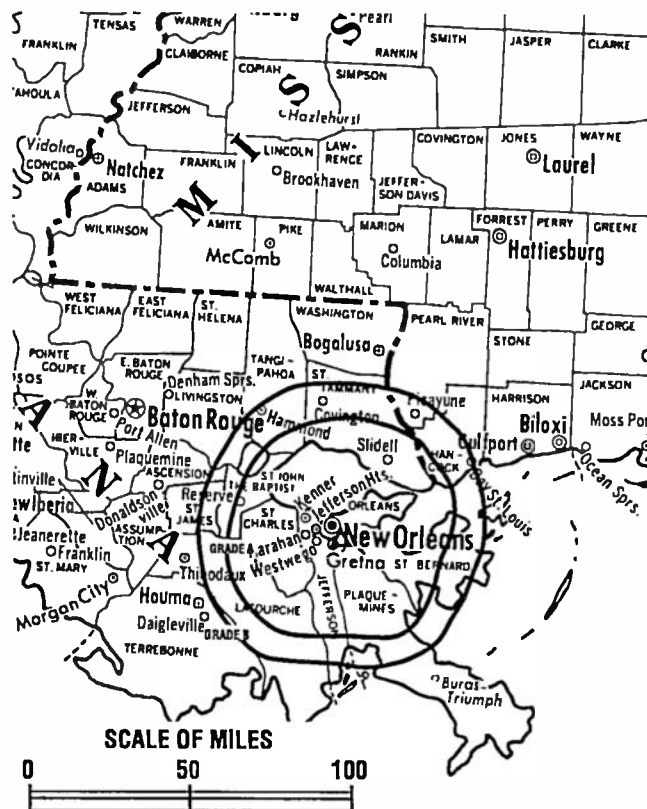 TENSAS
WARREN
Pearl
FRANKLIN
CLAIBORNE
S
RANKIN
SMITH
JASPER
CLARKE
COPIAH
SIMPSON
JEFFERSON
S
Hazlehurst
Vidalia
CONCOR-
DIA
Natchez
ADAMS
FRANKLIN
I
LINCOLN
Brookhaven
LAW-
RENCE
JEFFER-
SON DAVIS
COVINGTON
JONES
WAYNE
Laurel
M
WILKINSON
AMITE
PIKE
McComb
MARION
Columbia
LAMAR
FORREST
PERRY
GREENE
Hattiesburg
WALTHALL
WEST
FELICIANA
EAST
FELICIANA
ST.
HELENA
WASHINGTON
Bogalusa
PEARL RIVER
STONE
GEORGE
POINTE
COUPEE
E. BATON
ROUGE
TANGI-
PAHOA
ST.
TAMMANY
HARRISON
JACKSON
Denham Sprs.
LIVINGSTON
W.
BATON
ROUGE
Baton Rouge
Port Allen
Hammond
Covington
Picayune
Slidell
HAN-
COCK
Gulfport
Biloxi
Moss Po
Ocean Sprs.
Bay St. Louis
A
N
A
Plaquemine
ASCENSION
Donaldson-
ville
ASSUMP-
TION
ST.
JAMES
Reserve
ST JOHN
THE BAPTIST
ST
CHARLES
Kenner
Jefferson Hts.
ORLEANS
New Orleans
Harahan
Westwego
Gretna
ST BERNARD
GRADE A
Jeanerette
Franklin
ST. MARY
Thibodaux
Morgan City
Houma
Daigleville
LAFOURCHE
JEFFERSON
PLAQUE-
MINES
GRADE B
TERREBONNE
Buras-
Triumph
SCALE OF MILES
0 50 100